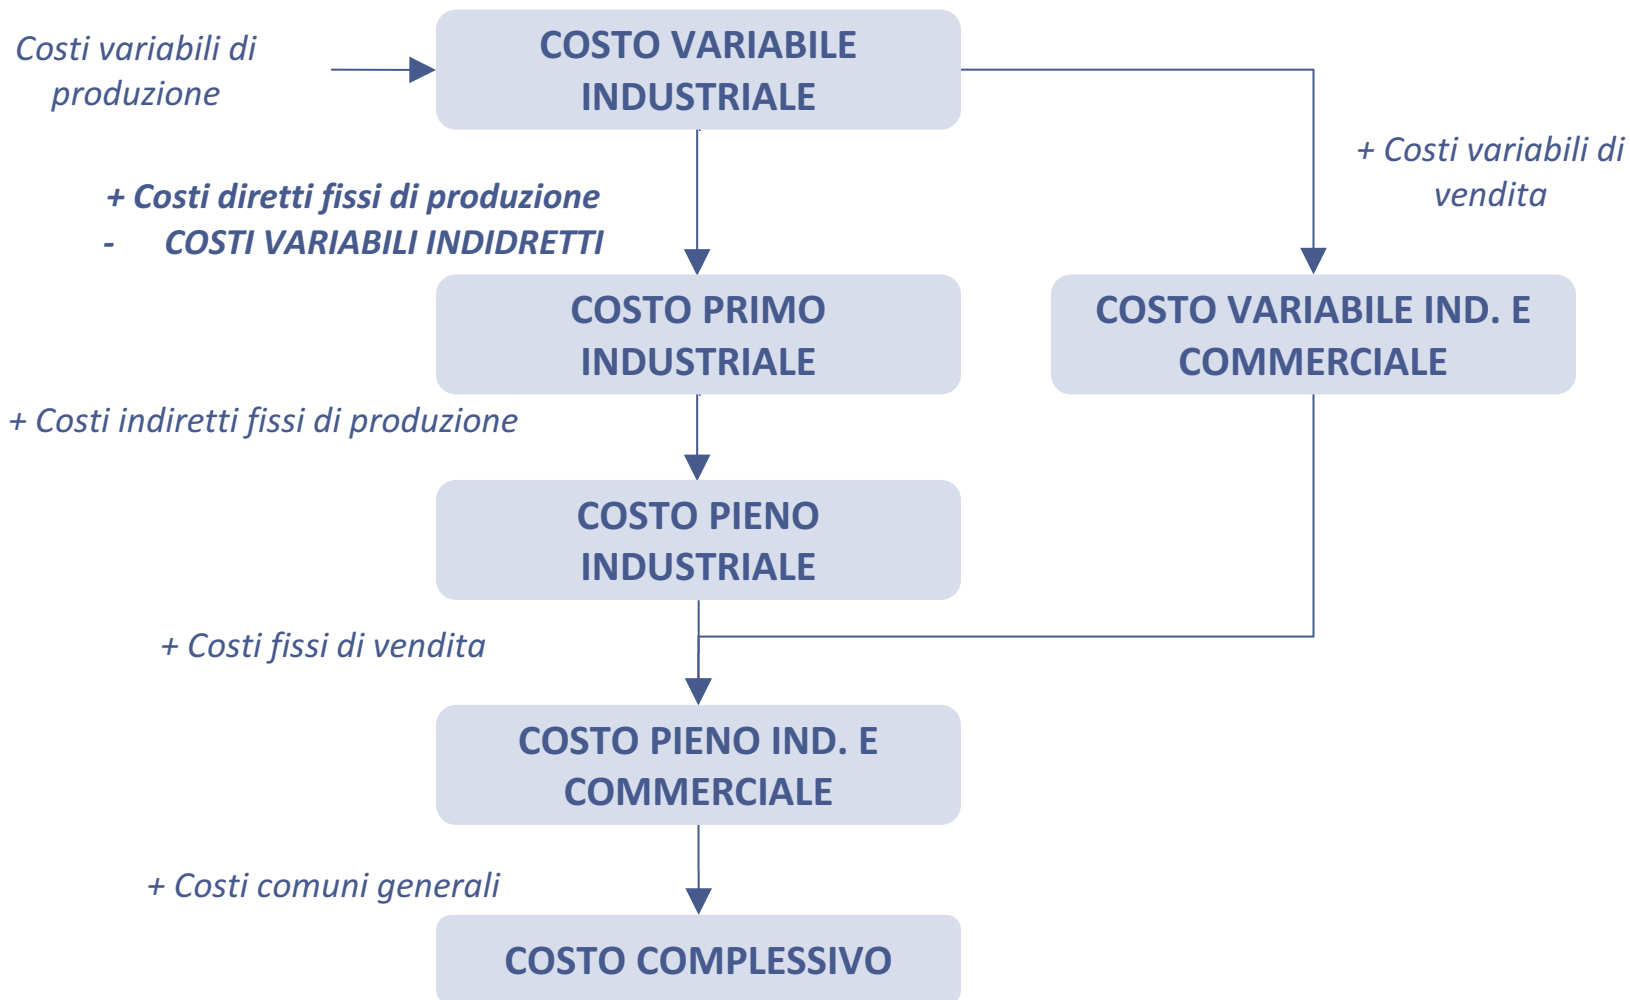 Costi variabili di
produzione
COSTO VARIABILE
INDUSTRIALE
+ Costi variabili di
vendita
+ Costi diretti fissi di produzione
- COSTI VARIABILI INDIDRETTI
COSTO PRIMO
INDUSTRIALE
COSTO VARIABILE IND. E
COMMERCIALE
+ Costi indiretti fissi di produzione
COSTO PIENO
INDUSTRIALE
+ Costi fissi di vendita
COSTO PIENO IND. E
COMMERCIALE
+ Costi comuni generali
COSTO COMPLESSIVO